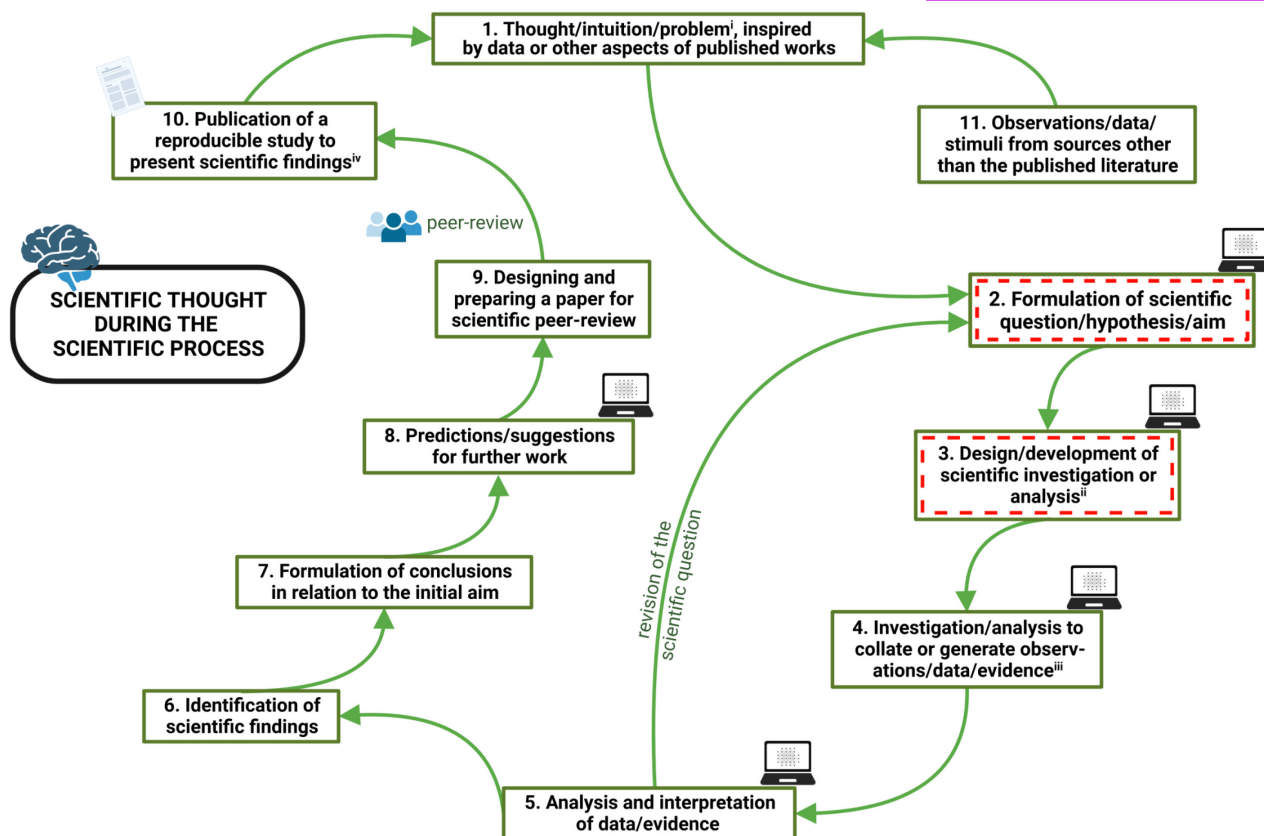 1. Thought/intuition/problemⁱ, inspired
by data or other aspects of published works
10. Publication of a
reproducible study to
present scientific findingsⁱᵛ
11. Observations/data/
stimuli from sources other
than the published literature
peer-review
SCIENTIFIC THOUGHT
DURING THE
SCIENTIFIC PROCESS
9. Designing and
preparing a paper for
scientific peer-review
2. Formulation of scientific
question/hypothesis/aim
8. Predictions/suggestions
for further work
3. Design/development of
scientific investigation or
analysisⁱⁱ
revision of the
scientific question
7. Formulation of conclusions
in relation to the initial aim
4. Investigation/analysis to
collate or generate observ-
ations/data/evidenceⁱⁱⁱ
6. Identification of
scientific findings
5. Analysis and interpretation
of data/evidence